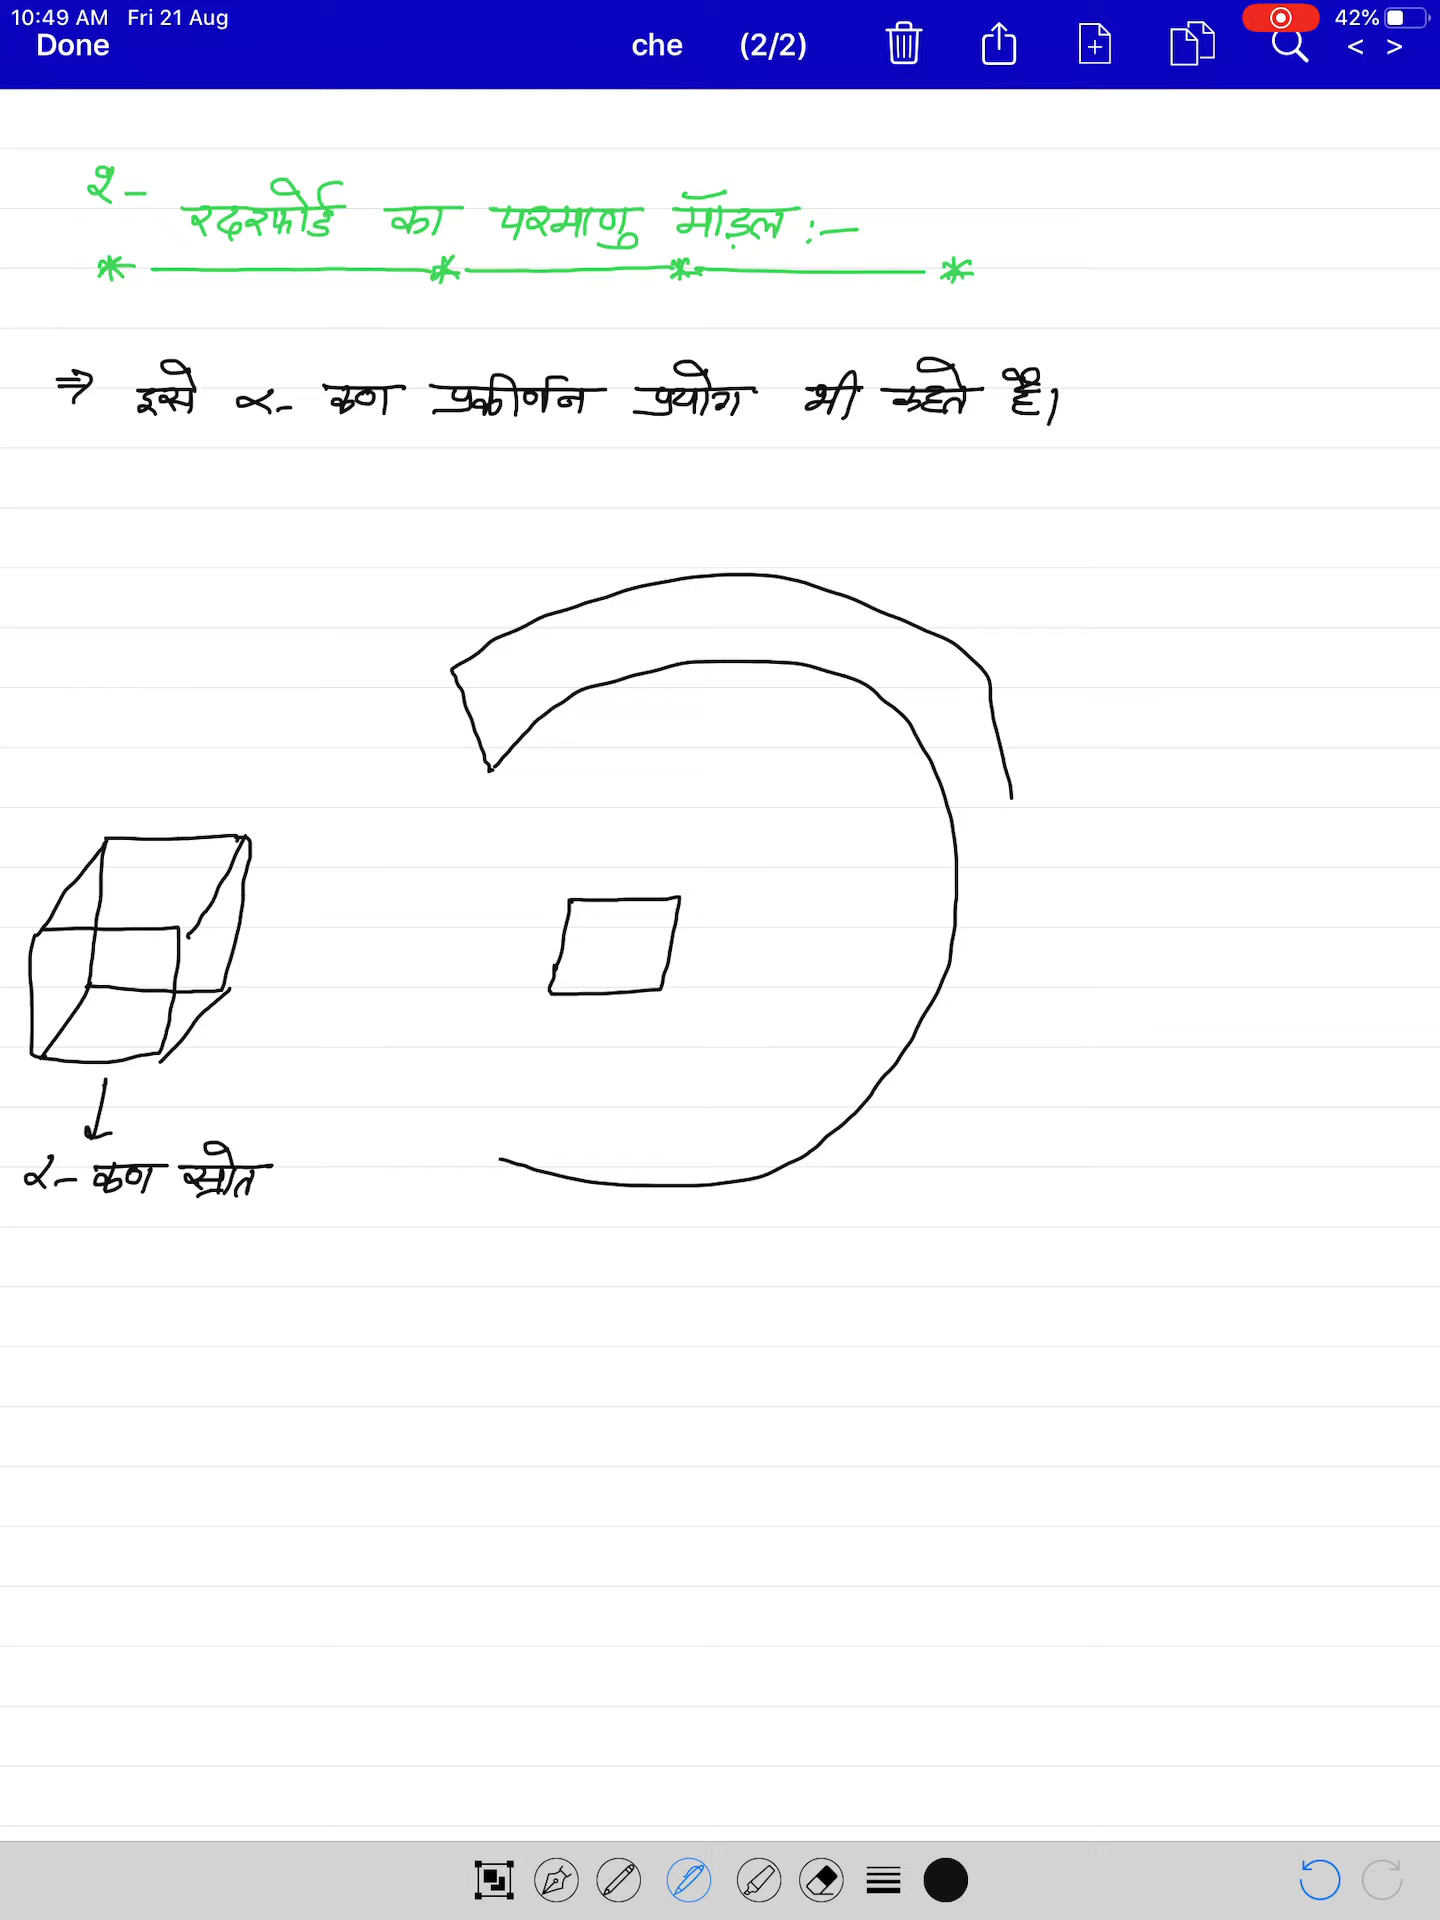 10:49 AM Fri 21 Aug 42%
Done che (2/2) < >
२- रदरफोर्ड का परमाणु मॉड़ल :-
⇒ इसे α- कण प्रकीर्णन प्रयोग भी कहते है।
α- कण स्रोत